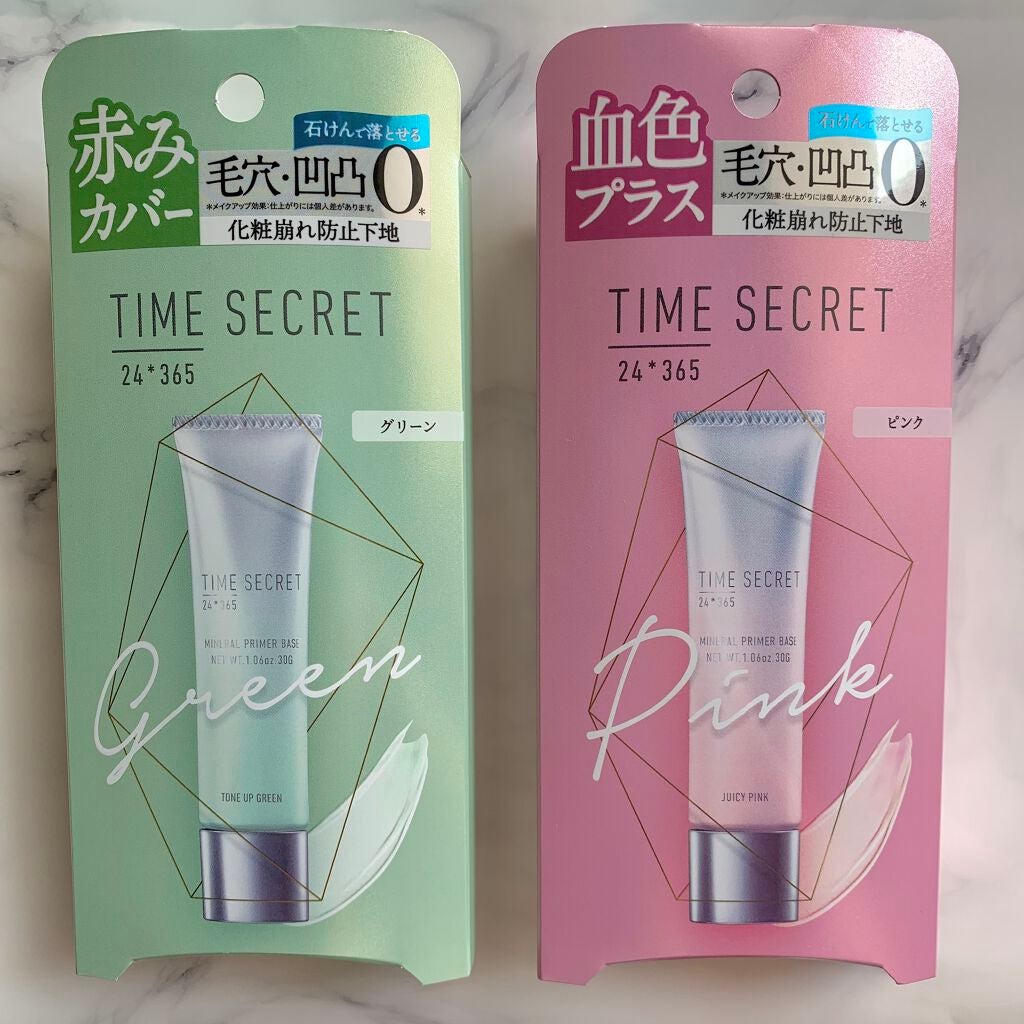 赤み
カバー
石けんで落とせる
毛穴・凹凸0*
*メイクアップ効果:仕上がりには個人差があります。
化粧崩れ防止下地
TIME SECRET
24*365
グリーン
TIME SECRET
24*365
MINERAL PRIMER BASE
NET WT.1.06oz.30G
Green
TONE UP GREEN
血色
プラス
石けんで落とせる
毛穴・凹凸0*
*メイクアップ効果:仕上がりには個人差があります。
化粧崩れ防止下地
TIME SECRET
24*365
ピンク
TIME SECRET
24*365
MINERAL PRIMER BASE
NET WT.1.06oz.30G
Pink
JUICY PINK